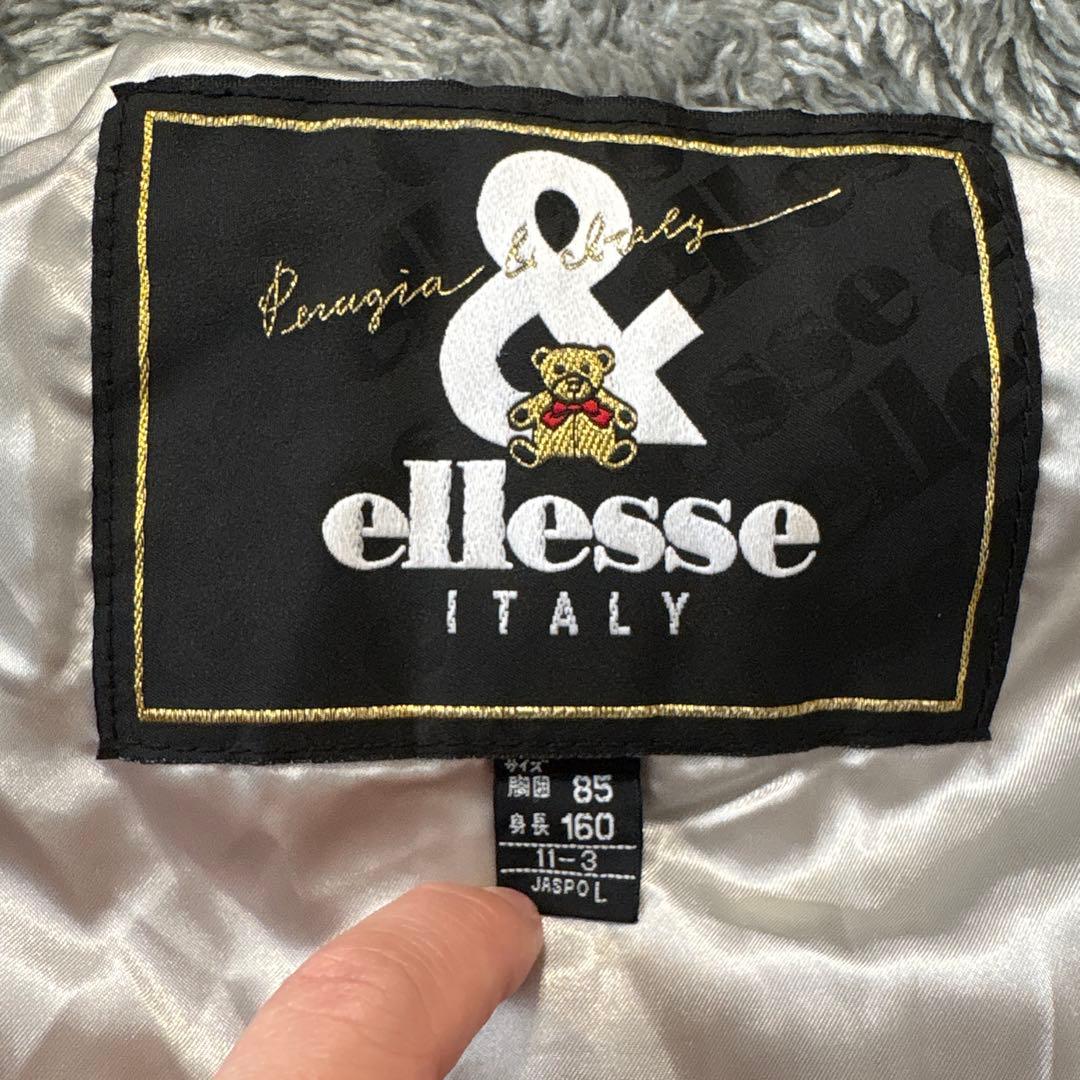 Perugia & Italy
&
ellesse
ITALY
サイズ
胸囲 85
身長 160
11-3
JASPO L